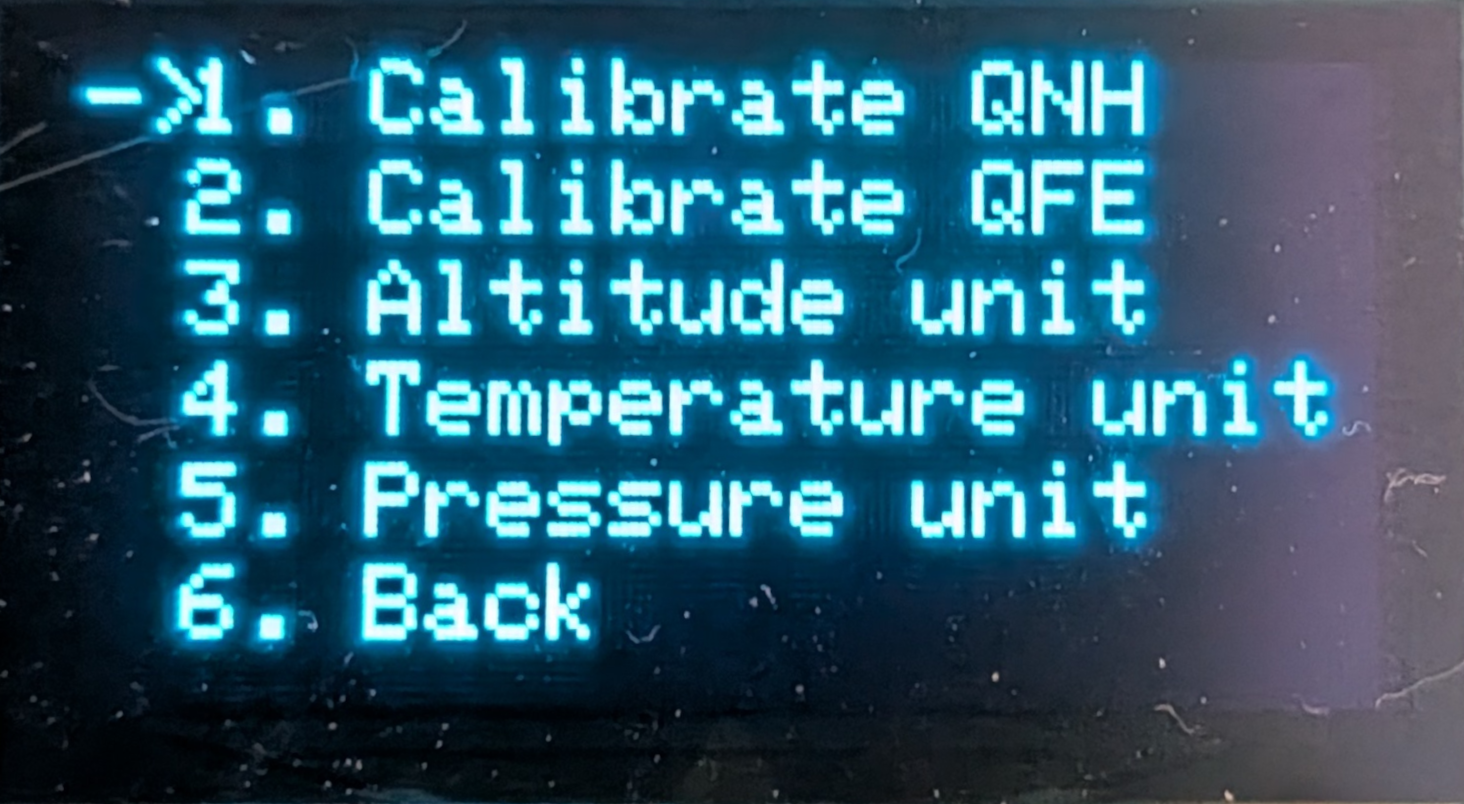 ->1. Calibrate QNH
2. Calibrate QFE
3. Altitude unit
4. Temperature unit
5. Pressure unit
6. Back